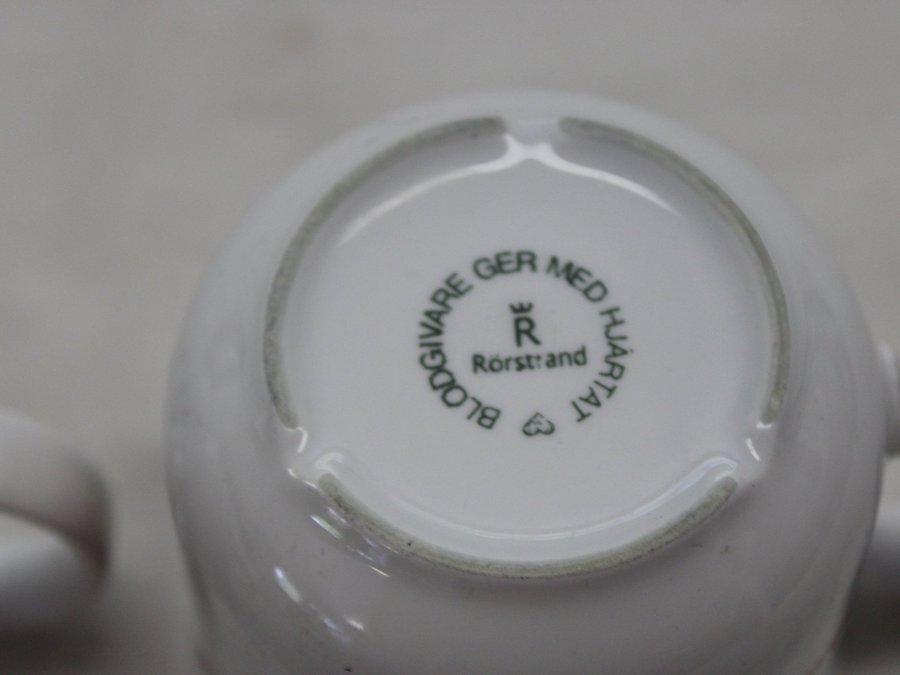 BLODGIVARE GER MED HJÄRTAT
R
Rörstrand